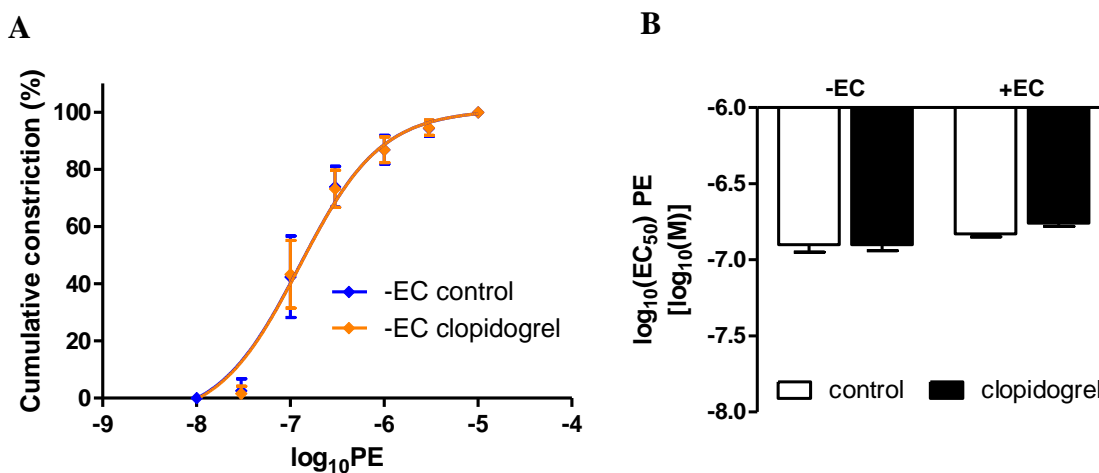 A
Cumulative constriction (%)
100
80
60
40
20
0
-9
-8
-7
-6
-5
-4
log10PE
-EC control
-EC clopidogrel
B
-EC
+EC
log10(EC50) PE
[log10(M)]
-6.0
-6.5
-7.0
-7.5
-8.0
control
clopidogrel